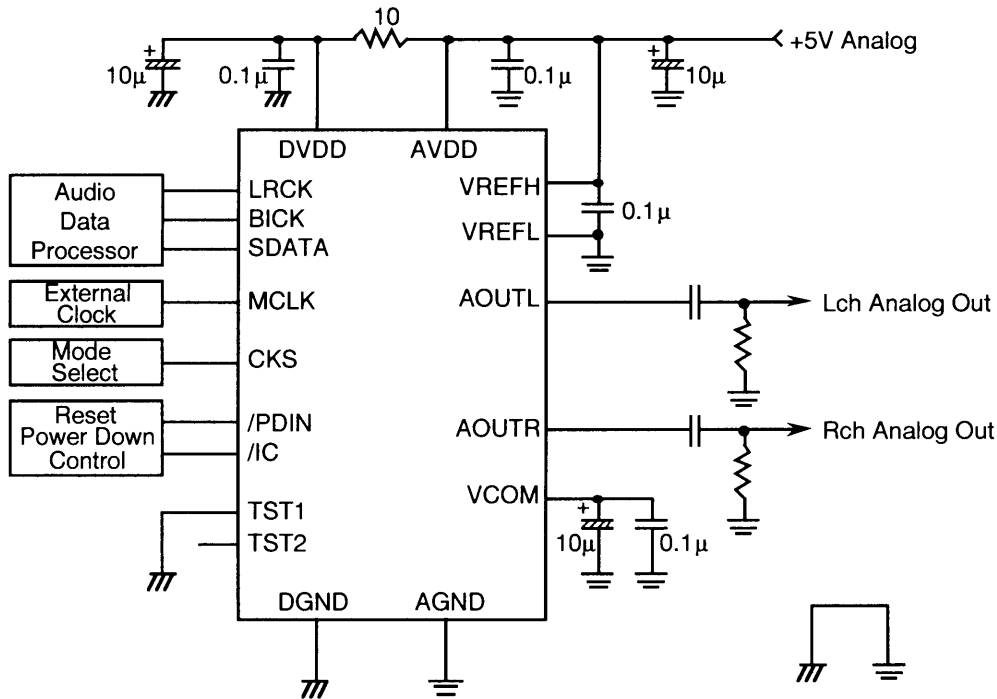 10
+5V Analog
+
10μ
0.1μ
0.1μ
+
10μ
DVDD
AVDD
Audio
Data
Processor
LRCK
BICK
SDATA
VREFH
VREFL
0.1μ
External
Clock
MCLK
AOUTL
Lch Analog Out
Mode
Select
CKS
Reset
Power Down
Control
/PDIN
/IC
AOUTR
Rch Analog Out
TST1
TST2
VCOM
+
10μ
0.1μ
DGND
AGND